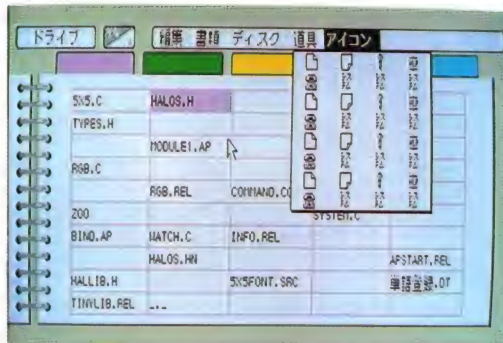 ドライブ 編集 書類 ディスク 道具 アイコン
5X5.C HALOS.H
TYPES.H
MODULE1.AP
RGB.C
RGB.REL
ZOO SYSTEM.C
BIND.AP MATCH.C INFO.REL
HALOS.HN APSTART.REL
HALLIB.H 5X5FONT.SRC 単語登録.OT
TINYLIB.REL _._